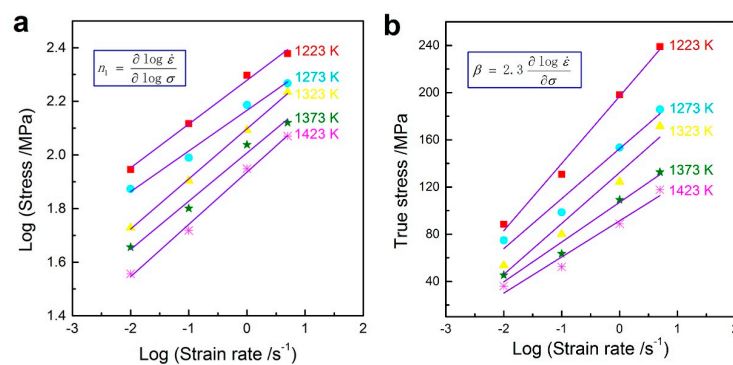 a
n₁ = ∂ log ε̇ / ∂ log σ
1223 K
1273 K
1323 K
1373 K
1423 K
2.4
2.2
2.0
1.8
1.6
1.4
Log (Stress /MPa)
-3 -2 -1 0 1 2
Log (Strain rate /s⁻¹)
b
β = 2.3 ∂ log ε̇ / ∂σ
1223 K
1273 K
1323 K
1373 K
1423 K
240
200
160
120
80
40
True stress /MPa
-3 -2 -1 0 1 2
Log (Strain rate /s⁻¹)